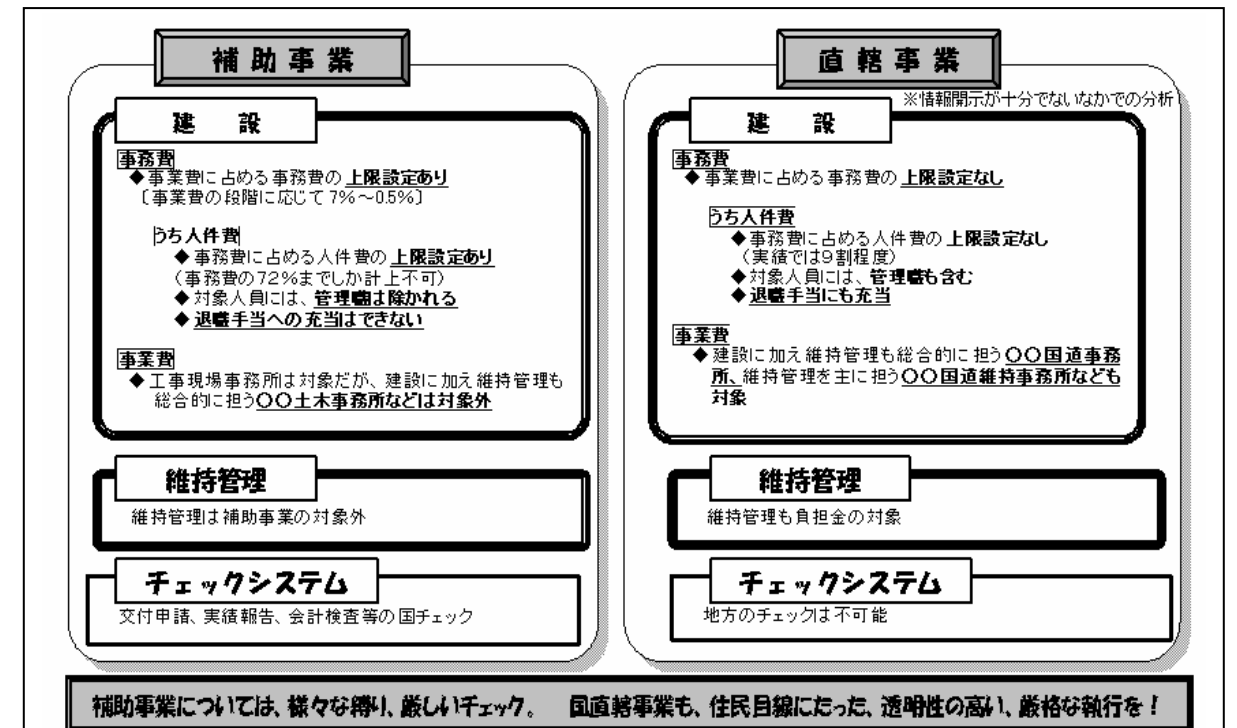 補助事業
建設
事務費
◆事業費に占める事務費の上限設定あり
〔事業費の段階に応じて7%～0.5%〕
うち人件費
◆事務費に占める人件費の上限設定あり
（事務費の72%までしか計上不可）
◆対象人員には、管理職は除かれる
◆退職手当への充当はできない
事業費
◆工事現場事務所は対象だが、建設に加え維持管理も
総合的に担う〇〇土木事務所などは対象外
維持管理
維持管理は補助事業の対象外
チェックシステム
交付申請、実績報告、会計検査等の国チェック
直轄事業
※情報開示が十分でないなかでの分析
建設
事務費
◆事業費に占める事務費の上限設定なし
うち人件費
◆事務費に占める人件費の上限設定なし
（実績では9割程度）
◆対象人員には、管理職も含む
◆退職手当にも充当
事業費
◆建設に加え維持管理も総合的に担う〇〇国道事務
所、維持管理を主に担う〇〇国道維持事務所なども
対象
維持管理
維持管理も負担金の対象
チェックシステム
地方のチェックは不可能
補助事業については、様々な縛り、厳しいチェック。 国直轄事業も、住民目線にたった、透明性の高い、厳格な執行を！